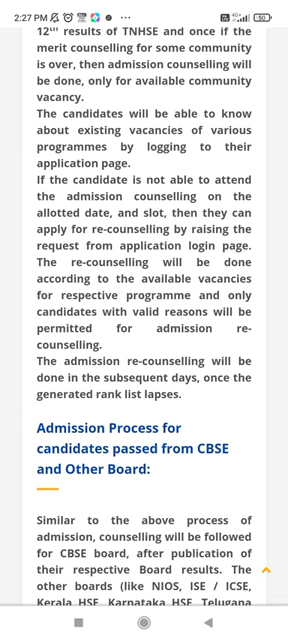 2:27 PM
50
12th results of TNHSE and once if the
merit counselling for some community
is over, then admission counselling will
be done, only for available community
vacancy.
The candidates will be able to know
about existing vacancies of various
programmes by logging to their
application page.
If the candidate is not able to attend
the admission counselling on the
allotted date, and slot, then they can
apply for re-counselling by raising the
request from application login page.
The re-counselling will be done
according to the available vacancies
for respective programme and only
candidates with valid reasons will be
permitted for admission re-
counselling.
The admission re-counselling will be
done in the subsequent days, once the
generated rank list lapses.
Admission Process for
candidates passed from CBSE
and Other Board:
Similar to the above process of
admission, counselling will be followed
for CBSE board, after publication of
their respective Board results. The
other boards (like NIOS, ISE / ICSE,
Kerala HSE, Karnataka HSE, Telugana